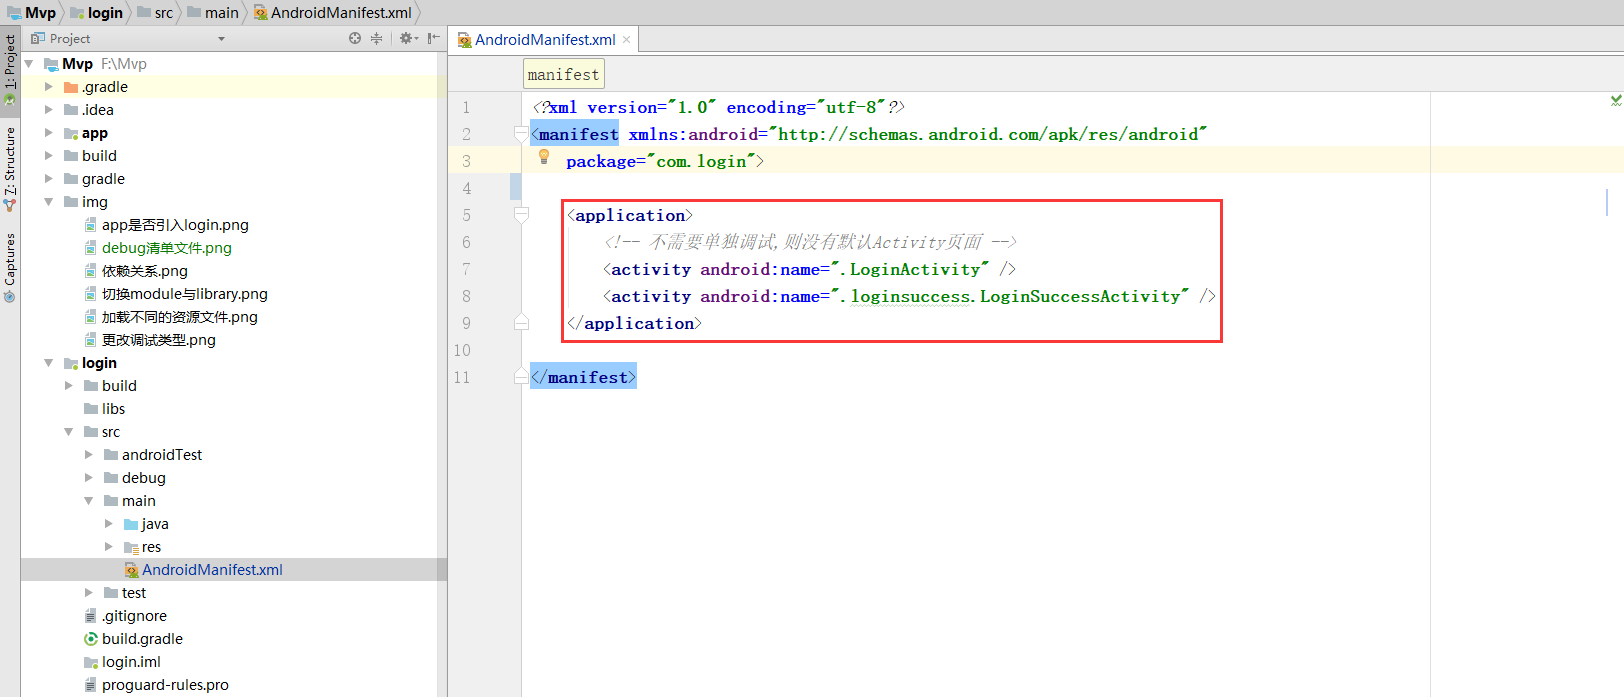 Mvp login src main AndroidManifest.xml
1: Project
7: Structure
Captures
Project
Mvp F:\Mvp
.gradle
.idea
app
build
gradle
img
app是否引入login.png
debug清单文件.png
依赖关系.png
切换module与library.png
加载不同的资源文件.png
更改调试类型.png
login
build
libs
src
androidTest
debug
main
java
res
AndroidManifest.xml
test
.gitignore
build.gradle
login.iml
proguard-rules.pro
AndroidManifest.xml
manifest
1 <?xml version="1.0" encoding="utf-8"?>
2 <manifest xmlns:android="http://schemas.android.com/apk/res/android"
3 package="com.login">
4
5 <application>
6 <!-- 不需要单独调试,则没有默认Activity页面 -->
7 <activity android:name=".LoginActivity" />
8 <activity android:name=".loginsuccess.LoginSuccessActivity" />
9 </application>
10
11 </manifest>